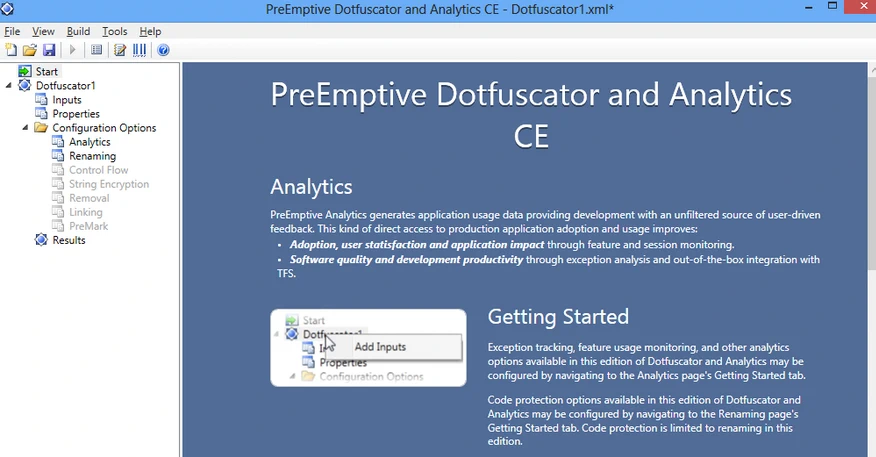 PreEmptive Dotfuscator and Analytics CE - Dotfuscator1.xml*
File View Build Tools Help
Start
Dotfuscator1
Inputs
Properties
Configuration Options
Analytics
Renaming
Control Flow
String Encryption
Removal
Linking
PreMark
Results
PreEmptive Dotfuscator and Analytics
CE
Analytics
PreEmptive Analytics generates application usage data providing development with an unfiltered source of user-driven
feedback. This kind of direct access to production application adoption and usage improves:
• Adoption, user statisfaction and application impact through feature and session monitoring.
• Software quality and development productivity through exception analysis and out-of-the-box integration with
TFS.
Start
Dotfuscator1
Add Inputs
Properties
Configuration Options
Getting Started
Exception tracking, feature usage monitoring, and other analytics
options available in this edition of Dotfuscator and Analytics may be
configured by navigating to the Analytics page's Getting Started tab.
Code protection options available in this edition of Dotfuscator and
Analytics may be configured by navigating to the Renaming page's
Getting Started tab. Code protection is limited to renaming in this
edition.